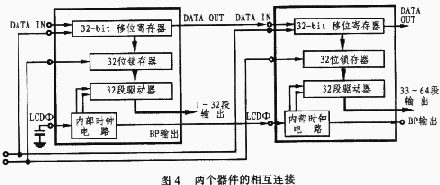 DATA IN
32-bit 移位寄存器
DATA OUT
DATA IN
32-bit 移位寄存器
DATA OUT
32位锁存器
32位锁存器
32段驱动器
32段驱动器
1-32段输出
33-64段输出
LCDΦ
内部时钟电路
BP输出
LCDΦ
内部时钟电路
BP输出
图4 两个器件的相互连接